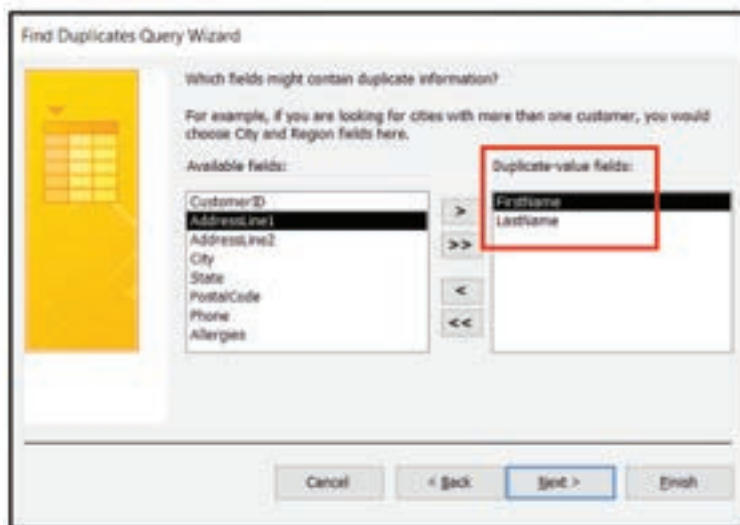 Find Duplicates Query Wizard
Which fields might contain duplicate information?
For example, if you are looking for cities with more than one customer, you would
choose City and Region fields here.
Available fields:
CustomerID
AddressLine1
AddressLine2
City
State
PostalCode
Phone
Allergies
>
>>
<
<<
Duplicate-value fields:
FirstName
LastName
Cancel
< Back
Next >
Finish